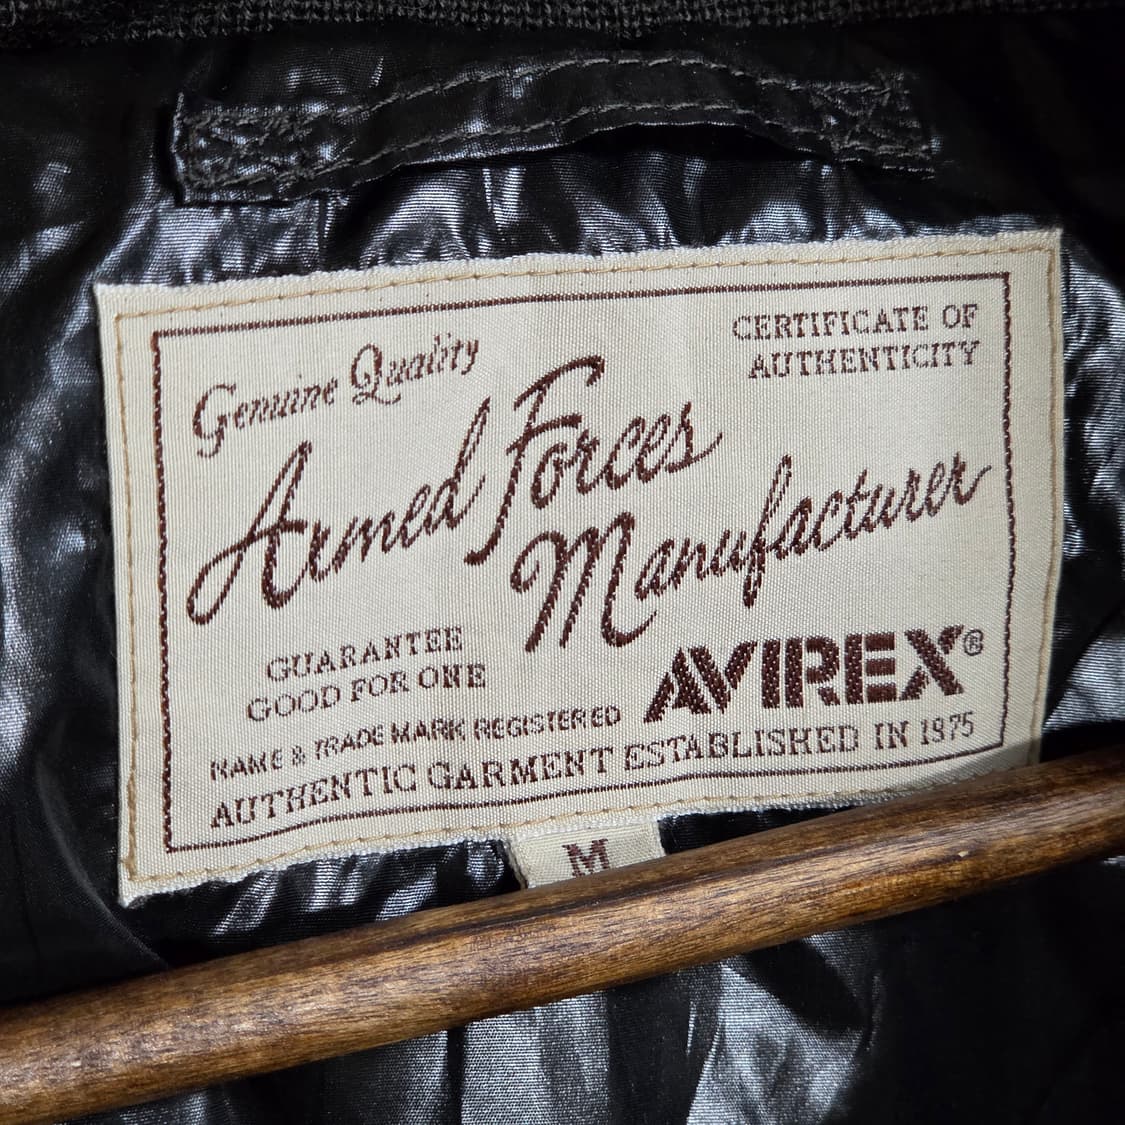 Genuine Quality
CERTIFICATE OF
AUTHENTICITY
Armed Forces
Manufacturer
GUARANTEE
GOOD FOR ONE
AVIREX®
NAME & TRADE MARK REGISTERED
AUTHENTIC GARMENT ESTABLISHED IN 1975
M